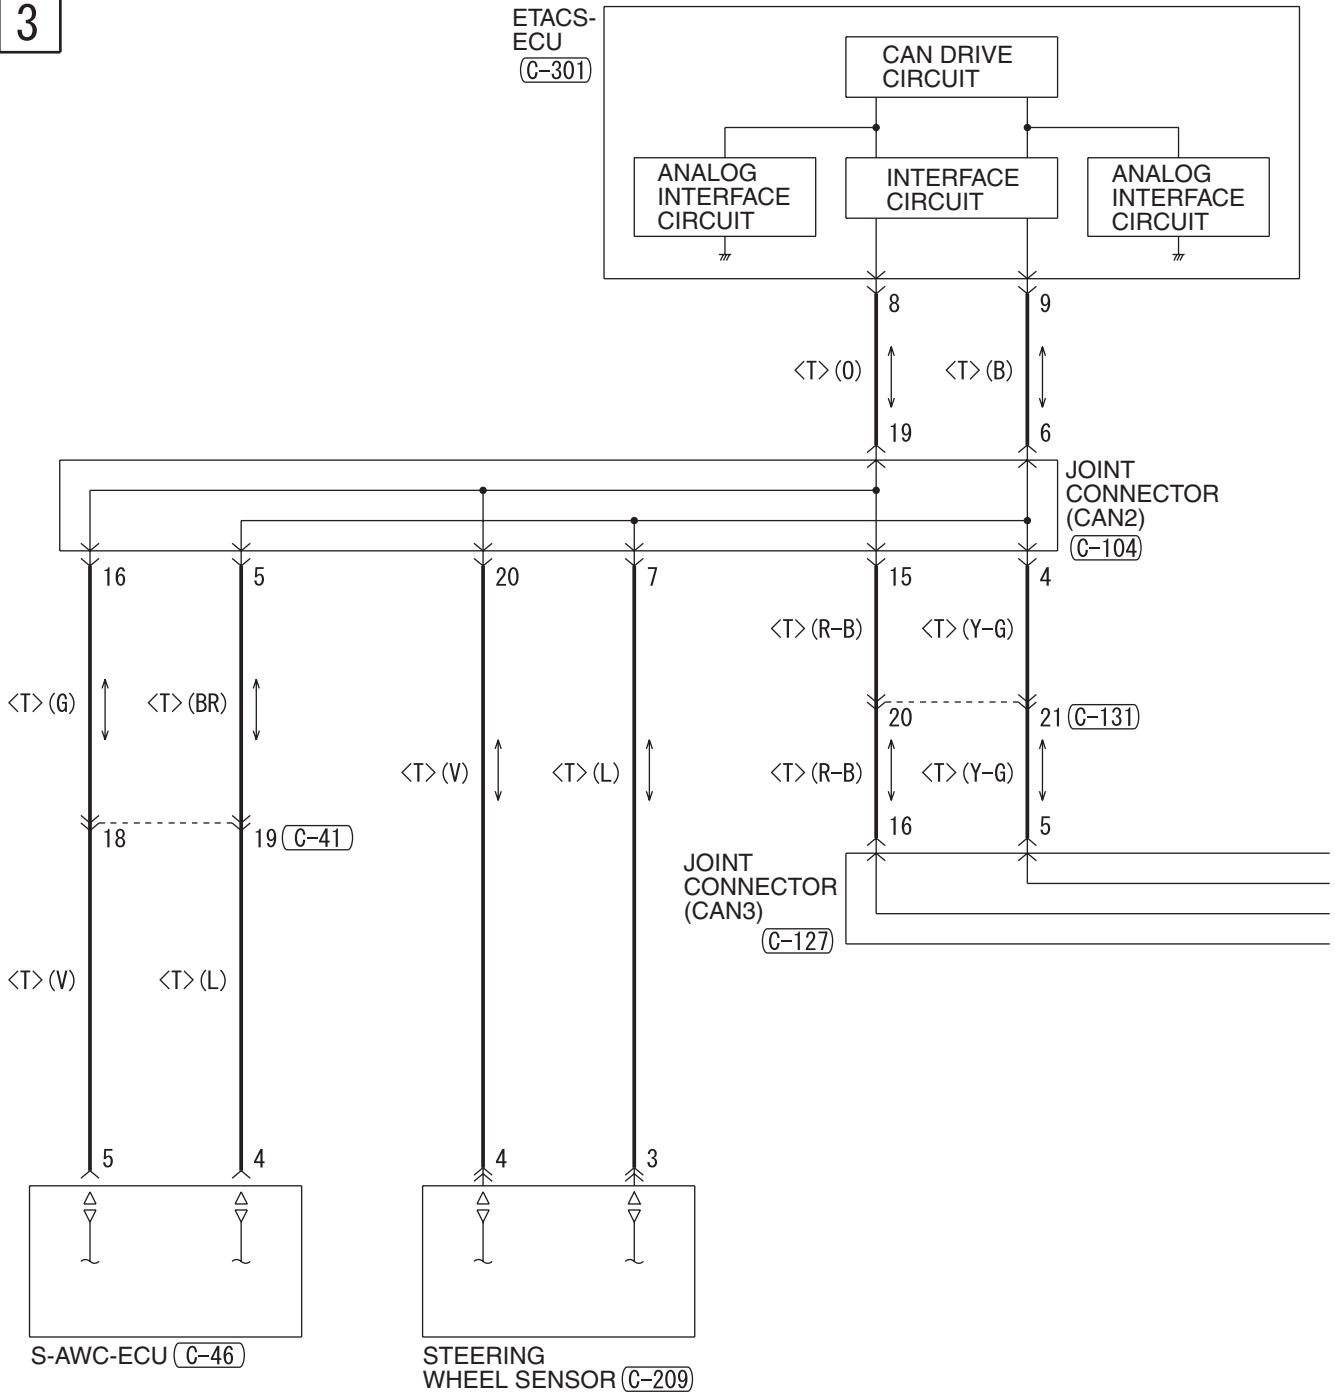 3
ETACS-
ECU
C-301
CAN DRIVE
CIRCUIT
ANALOG
INTERFACE
CIRCUIT
INTERFACE
CIRCUIT
ANALOG
INTERFACE
CIRCUIT
8
9
<T>(O)
<T>(B)
19
6
JOINT
CONNECTOR
(CAN2)
C-104
16
5
20
7
15
4
<T>(R-B)
<T>(Y-G)
<T>(G)
<T>(BR)
20
21 C-131
<T>(V)
<T>(L)
<T>(R-B)
<T>(Y-G)
18
19 C-41
16
5
JOINT
CONNECTOR
(CAN3)
C-127
<T>(V)
<T>(L)
5
4
4
3
S-AWC-ECU C-46
STEERING
WHEEL SENSOR C-209